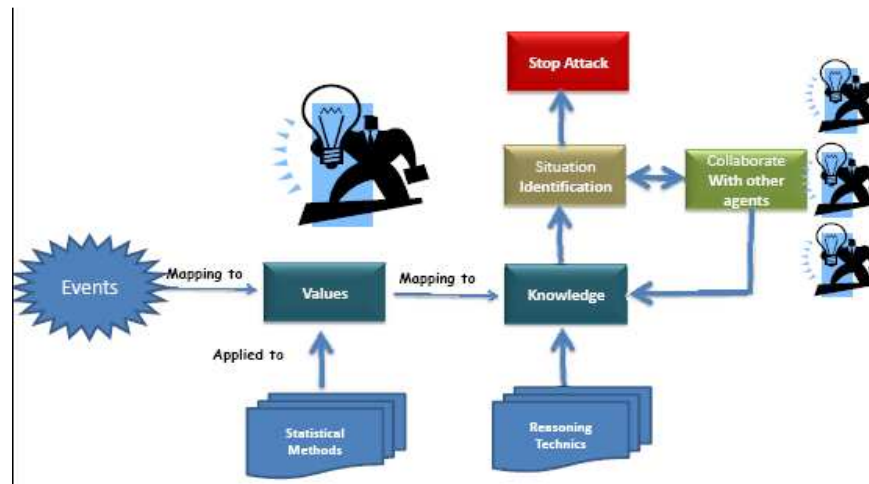 Stop Attack
Situation
Identification
Collaborate
With other
agents
Events
Mapping to
Values
Mapping to
Knowledge
Applied to
Statistical
Methods
Reasoning
Technics